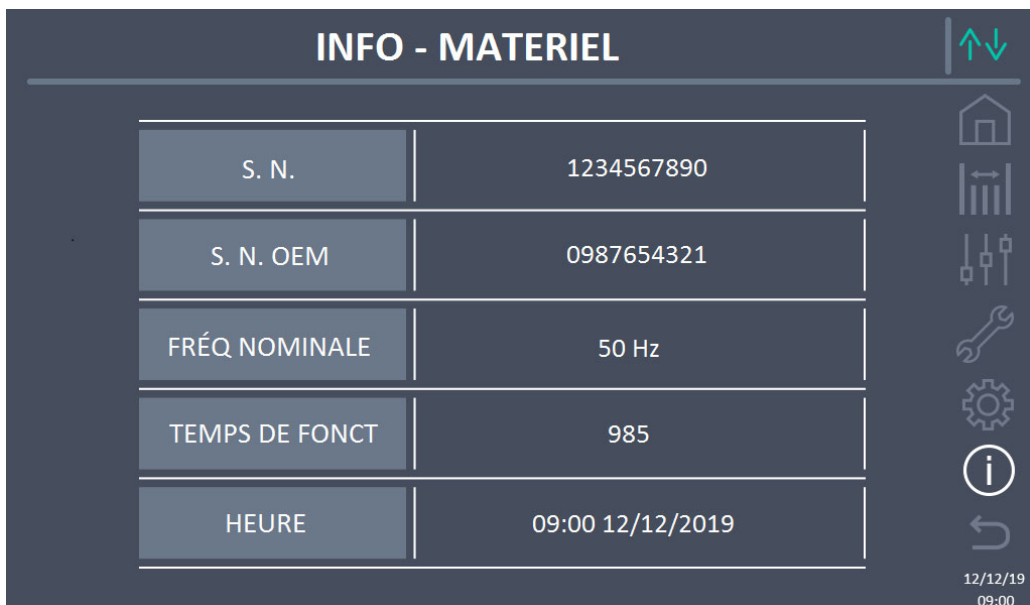 INFO - MATERIEL
S. N.
1234567890
S. N. OEM
0987654321
FRÉQ NOMINALE
50 Hz
TEMPS DE FONCT
985
HEURE
09:00 12/12/2019
12/12/19
09:00